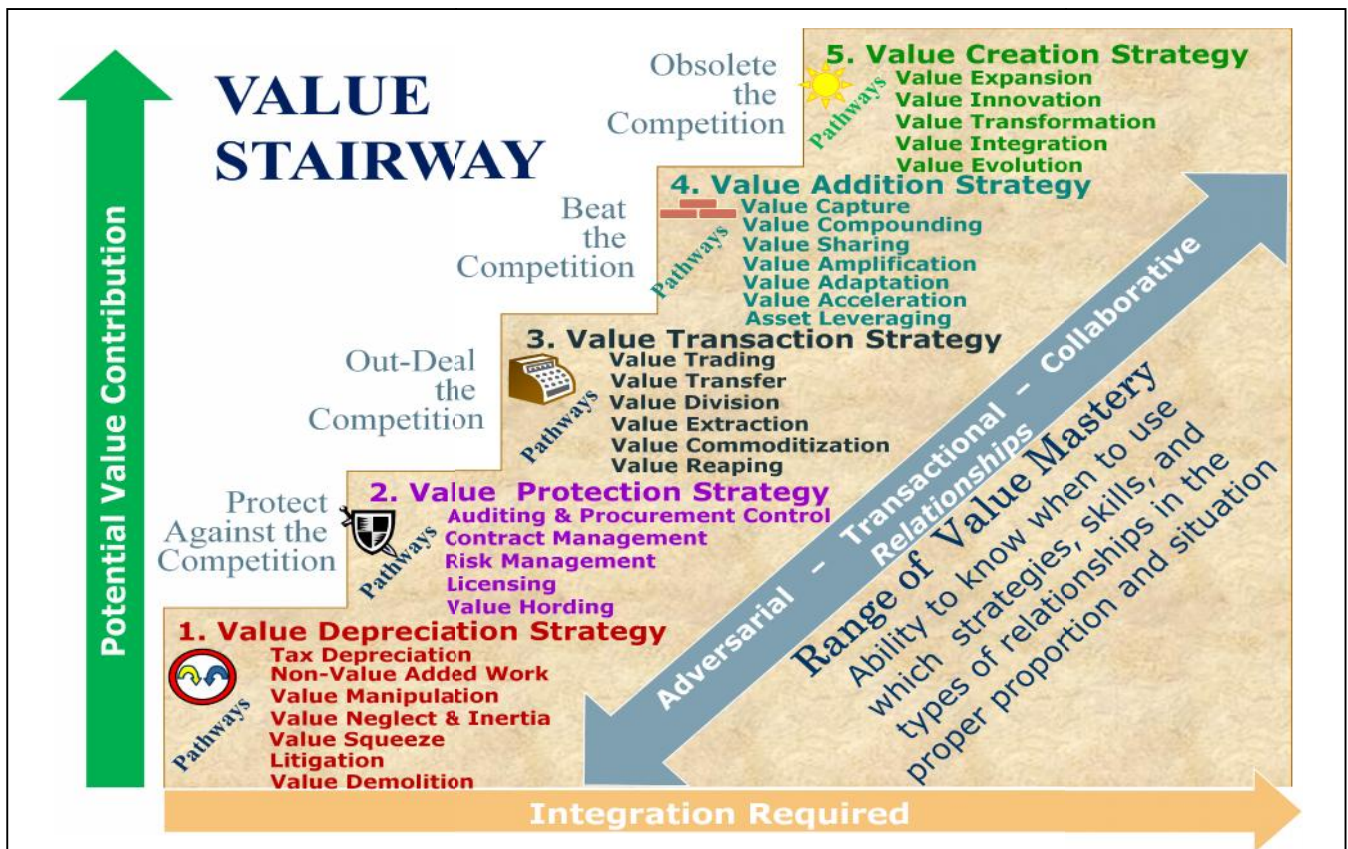 VALUE
STAIRWAY
Potential Value Contribution
Obsolete
the
Competition
5. Value Creation Strategy
Pathways
Value Expansion
Value Innovation
Value Transformation
Value Integration
Value Evolution
Beat
the
Competition
4. Value Addition Strategy
Pathways
Value Capture
Value Compounding
Value Sharing
Value Amplification
Value Adaptation
Value Acceleration
Asset Leveraging
Out-Deal
the
Competition
3. Value Transaction Strategy
Pathways
Value Trading
Value Transfer
Value Division
Value Extraction
Value Commoditization
Value Reaping
Protect
Against the
Competition
2. Value Protection Strategy
Pathways
Auditing & Procurement Control
Contract Management
Risk Management
Licensing
Value Hording
1. Value Depreciation Strategy
Pathways
Tax Depreciation
Non-Value Added Work
Value Manipulation
Value Neglect & Inertia
Value Squeeze
Litigation
Value Demolition
Adversarial – Transactional – Collaborative
Relationships
Range of Value Mastery
Ability to know when to use
which strategies, skills, and
types of relationships in the
proper proportion and situation
Integration Required